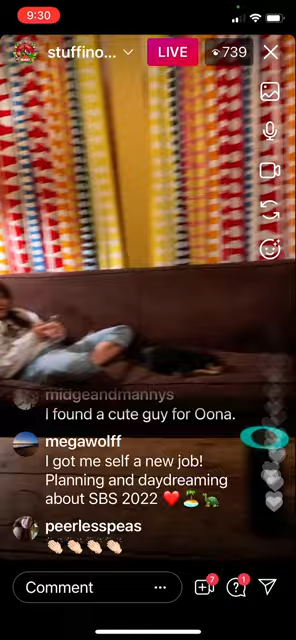 9:30
stuffino...
LIVE
739
midgeandmannys
I found a cute guy for Oona.
megawolff
I got me self a new job!
Planning and daydreaming
about SBS 2022 ❤️🏝️🦕
peerlesspeas
👏🏻👏🏻👏🏻👏🏻
Comment
...
7
?
1